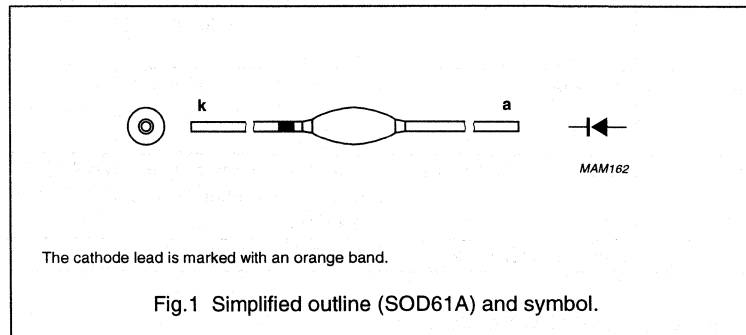 k
a
MAM162
The cathode lead is marked with an orange band.
Fig.1 Simplified outline (SOD61A) and symbol.